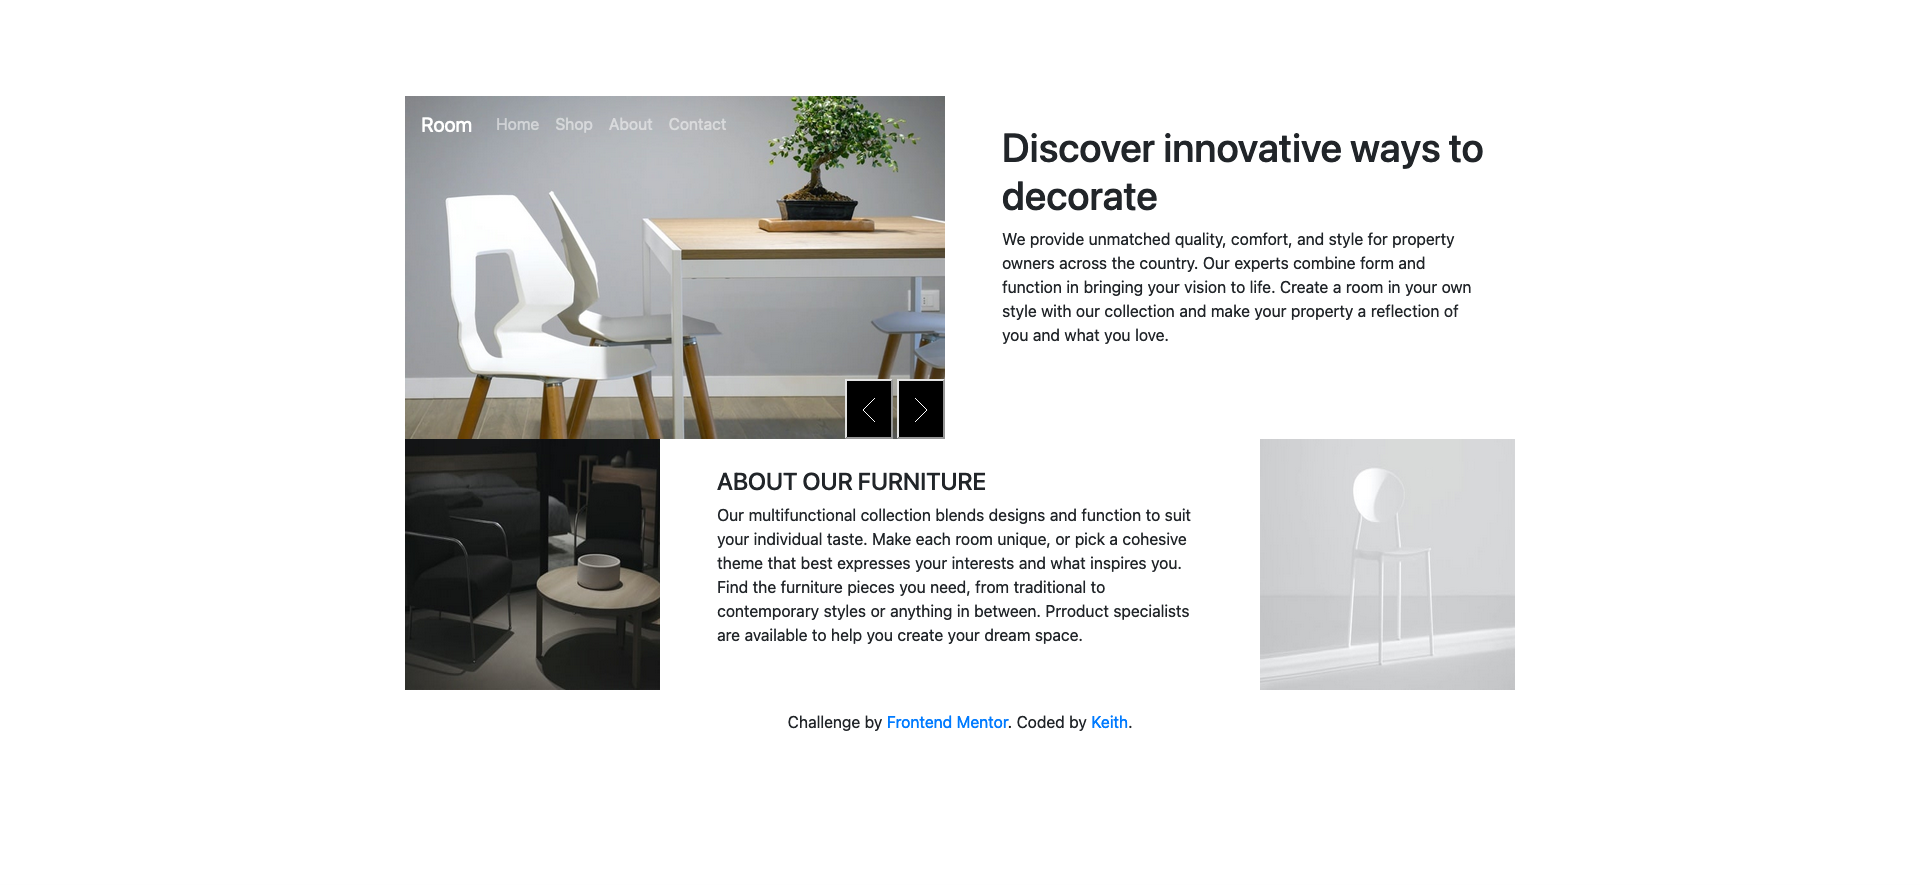 Room Home Shop About Contact
Discover innovative ways to
decorate
We provide unmatched quality, comfort, and style for property
owners across the country. Our experts combine form and
function in bringing your vision to life. Create a room in your own
style with our collection and make your property a reflection of
you and what you love.
ABOUT OUR FURNITURE
Our multifunctional collection blends designs and function to suit
your individual taste. Make each room unique, or pick a cohesive
theme that best expresses your interests and what inspires you.
Find the furniture pieces you need, from traditional to
contemporary styles or anything in between. Prroduct specialists
are available to help you create your dream space.
Challenge by Frontend Mentor. Coded by Keith.